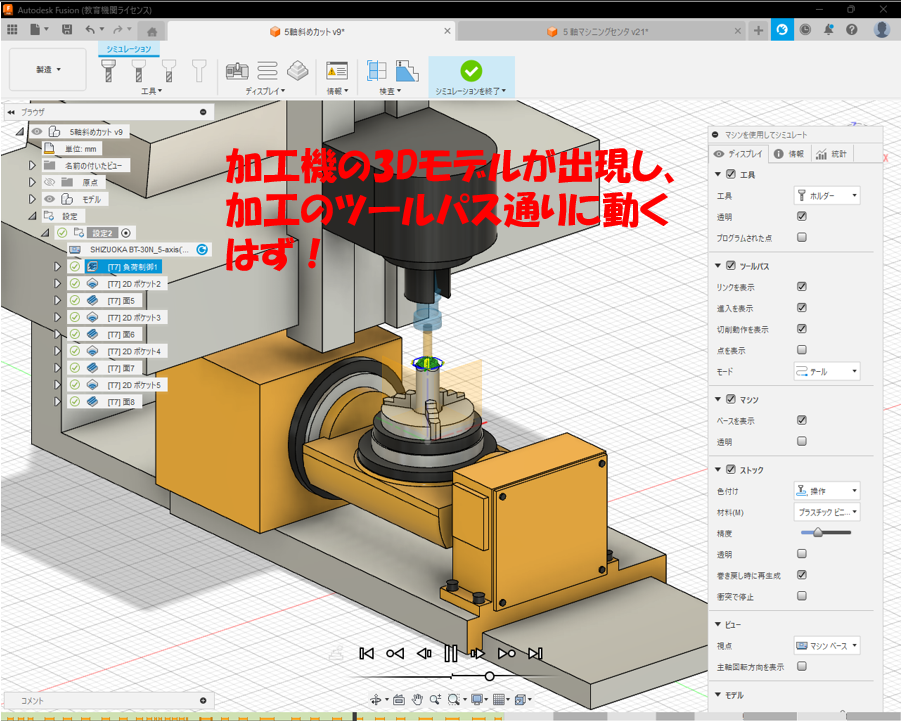 Autodesk Fusion (教育機関ライセンス)
5軸斜めカット v9*
5 軸マシニングセンタ v21*
シミュレーション
製造
工具
ディスプレイ
情報
検査
シミュレーションを終了
ブラウザ
5軸斜めカット v9
単位: mm
名前の付いたビュー
原点
モデル
設定
設定2
SHIZUOKA BT-30N_5-axis(...
[T7] 負荷制御1
[T7] 2D ポケット2
[T7] 面5
[T7] 2D ポケット3
[T7] 面6
[T7] 2D ポケット4
[T7] 面7
[T7] 2D ポケット5
[T7] 面8
加工機の3Dモデルが出現し、
加工のツールパス通りに動く
はず！
マシンを使用してシミュレート
ディスプレイ 情報 統計
工具
工具 ホルダー
透明
プログラムされた点
ツールパス
リンクを表示
進入を表示
切削動作を表示
点を表示
モード テール
マシン
ベースを表示
透明
ストック
色付け 操作
材料(M) プラスチック ビニ...
精度
透明
巻き戻し時に再生成
衝突で停止
ビュー
視点 マシン ベース
主軸回転方向を表示
モデル
コメント